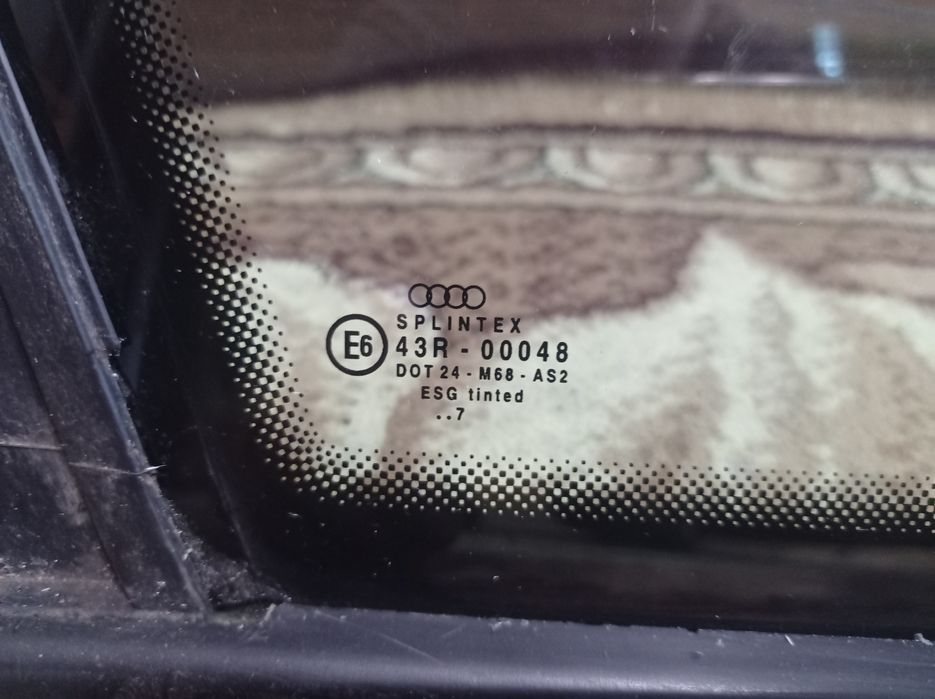 SPLINTEX
E6
43R - 00048
DOT 24 - M68 - AS2
ESG tinted
..7